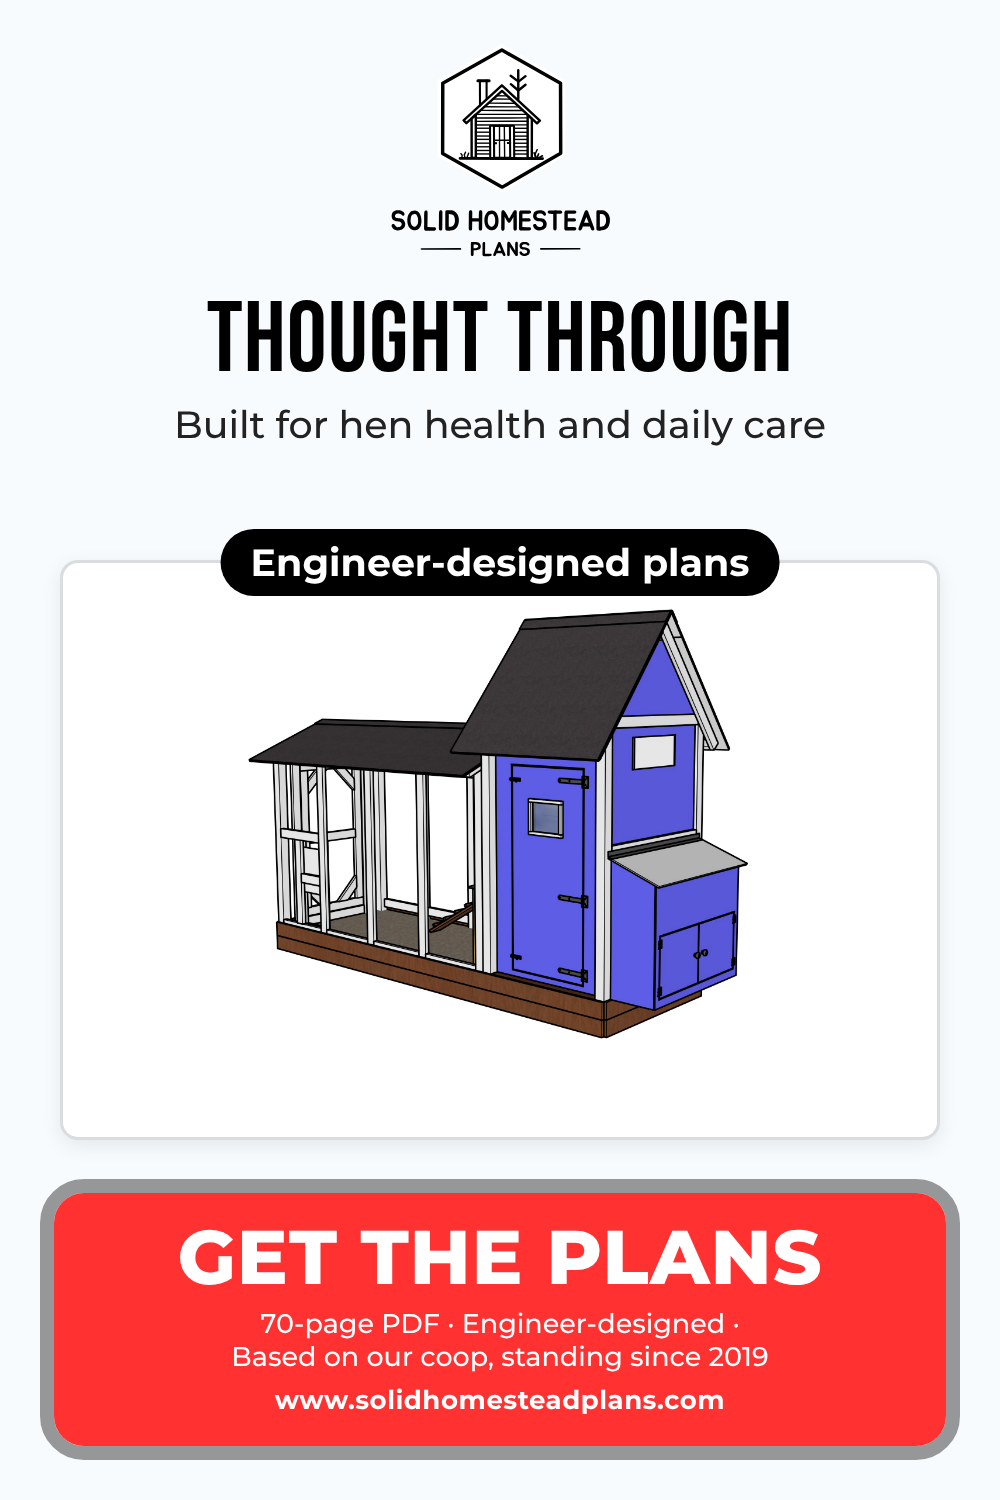 SOLID HOMESTEAD
PLANS
THOUGHT THROUGH
Built for hen health and daily care
Engineer-designed plans
GET THE PLANS
70-page PDF · Engineer-designed ·
Based on our coop, standing since 2019
www.solidhomesteadplans.com